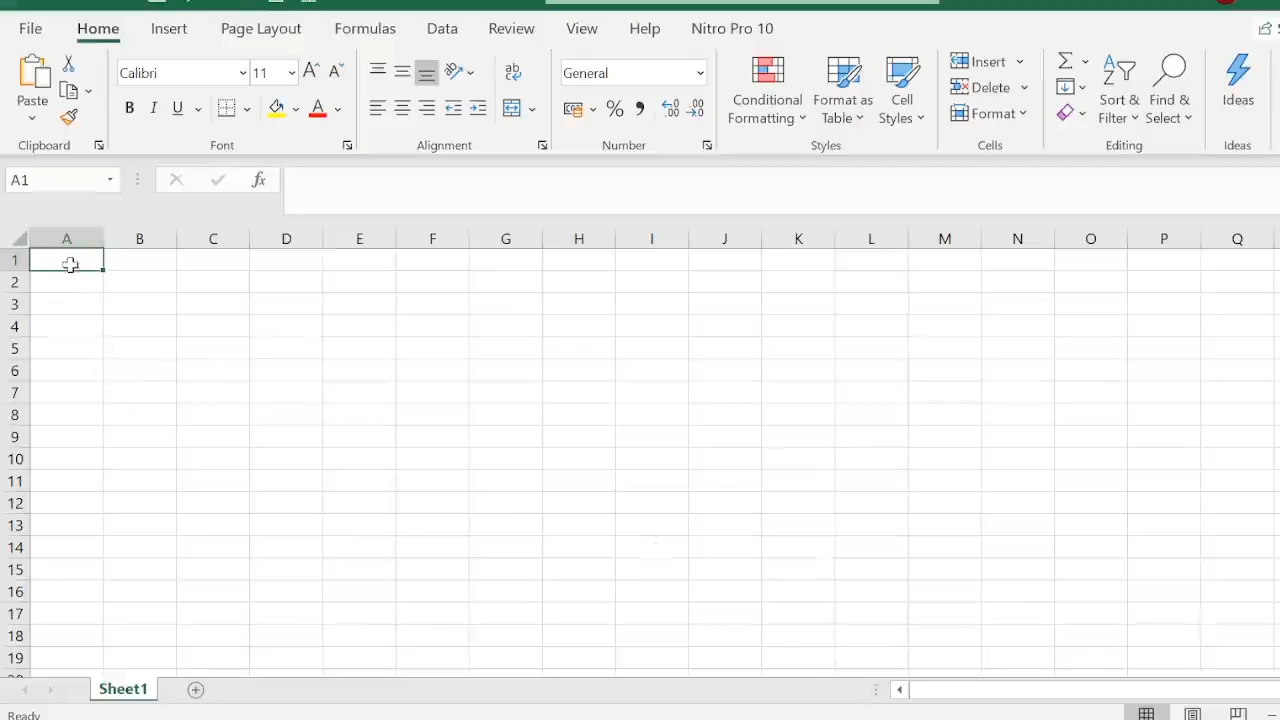 File Home Insert Page Layout Formulas Data Review View Help Nitro Pro 10
Calibri 11 General Insert
Paste B I U A % Conditional Formatting Format as Table Cell Styles Delete Sort & Filter Find & Select Ideas
Format
Clipboard Font Alignment Number Styles Cells Editing Ideas
A1 fx
A B C D E F G H I J K L M N O P Q
1
2
3
4
5
6
7
8
9
10
11
12
13
14
15
16
17
18
19
Sheet1
Ready